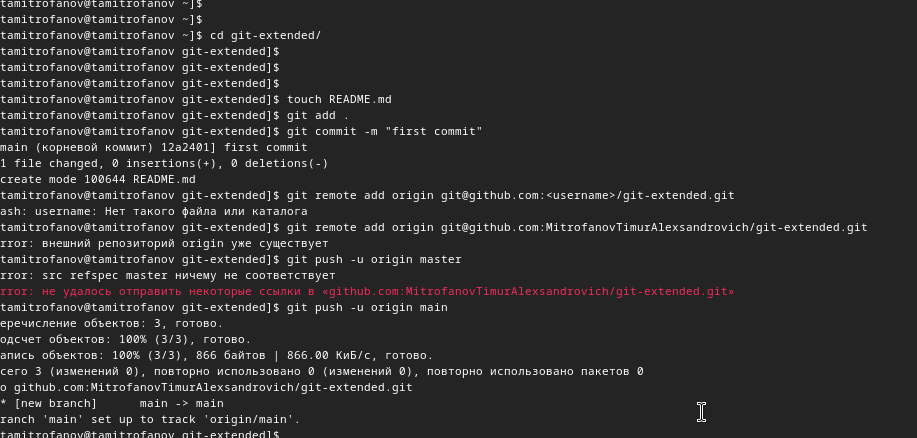 tamitrofanov@tamitrofanov ~]$
tamitrofanov@tamitrofanov ~]$
tamitrofanov@tamitrofanov ~]$ cd git-extended/
tamitrofanov@tamitrofanov git-extended]$
tamitrofanov@tamitrofanov git-extended]$
tamitrofanov@tamitrofanov git-extended]$
tamitrofanov@tamitrofanov git-extended]$ touch README.md
tamitrofanov@tamitrofanov git-extended]$ git add .
tamitrofanov@tamitrofanov git-extended]$ git commit -m "first commit"
main (корневой коммит) 12a2401] first commit
1 file changed, 0 insertions(+), 0 deletions(-)
create mode 100644 README.md
tamitrofanov@tamitrofanov git-extended]$ git remote add origin git@github.com:<username>/git-extended.git
ash: username: Нет такого файла или каталога
tamitrofanov@tamitrofanov git-extended]$ git remote add origin git@github.com:MitrofanovTimurAlexsandrovich/git-extended.git
rror: внешний репозиторий origin уже существует
tamitrofanov@tamitrofanov git-extended]$ git push -u origin master
rror: src refspec master ничему не соответствует
rror: не удалось отправить некоторые ссылки в «github.com:MitrofanovTimurAlexsandrovich/git-extended.git»
tamitrofanov@tamitrofanov git-extended]$ git push -u origin main
еречисление объектов: 3, готово.
одсчет объектов: 100% (3/3), готово.
апись объектов: 100% (3/3), 866 байтов | 866.00 КиБ/с, готово.
сего 3 (изменений 0), повторно использовано 0 (изменений 0), повторно использовано пакетов 0
о github.com:MitrofanovTimurAlexsandrovich/git-extended.git
* [new branch]      main -> main
ranch 'main' set up to track 'origin/main'.
tamitrofanov@tamitrofanov git-extended]$